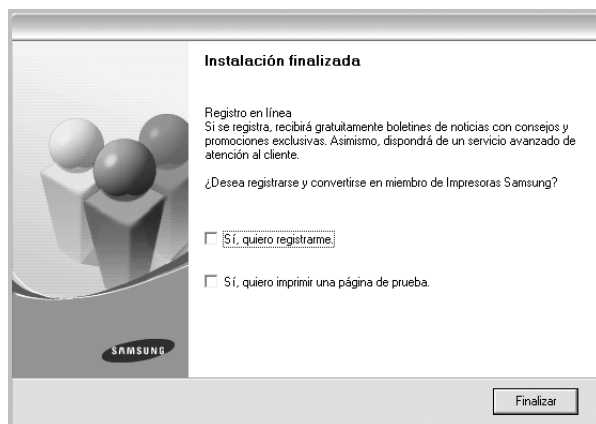 Instalación finalizada
Registro en línea
Si se registra, recibirá gratuitamente boletines de noticias con consejos y
promociones exclusivas. Asimismo, dispondrá de un servicio avanzado de
atención al cliente.
¿Desea registrarse y convertirse en miembro de Impresoras Samsung?
Sí, quiero registrarme.
Sí, quiero imprimir una página de prueba.
SAMSUNG
Finalizar